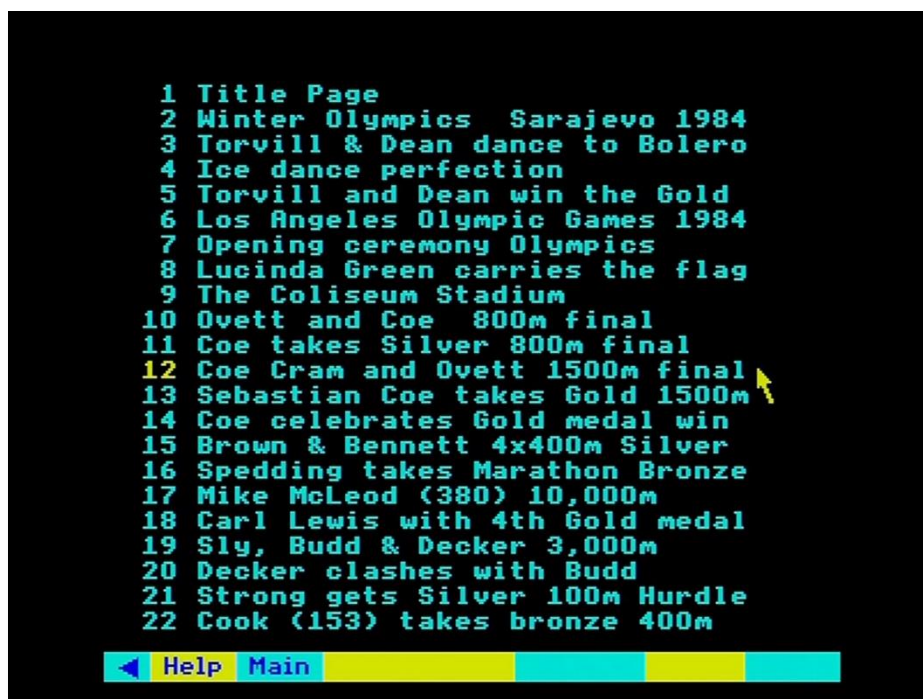 1 Title Page
2 Winter Olympics  Sarajevo 1984
3 Torvill & Dean dance to Bolero
4 Ice dance perfection
5 Torvill and Dean win the Gold
6 Los Angeles Olympic Games 1984
7 Opening ceremony Olympics
8 Lucinda Green carries the flag
9 The Coliseum Stadium
10 Ovett and Coe  800m final
11 Coe takes Silver 800m final
12 Coe Cram and Ovett 1500m final
13 Sebastian Coe takes Gold 1500m
14 Coe celebrates Gold medal win
15 Brown & Bennett 4x400m Silver
16 Spedding takes Marathon Bronze
17 Mike McLeod (380) 10,000m
18 Carl Lewis with 4th Gold medal
19 Sly, Budd & Decker 3,000m
20 Decker clashes with Budd
21 Strong gets Silver 100m Hurdle
22 Cook (153) takes bronze 400m
Help Main